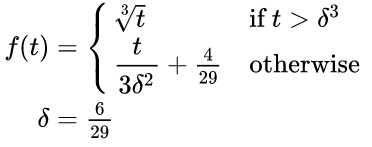 f(t) = { ∛t if t > δ³
t/(3δ²) + 4/29 otherwise
δ = 6/29